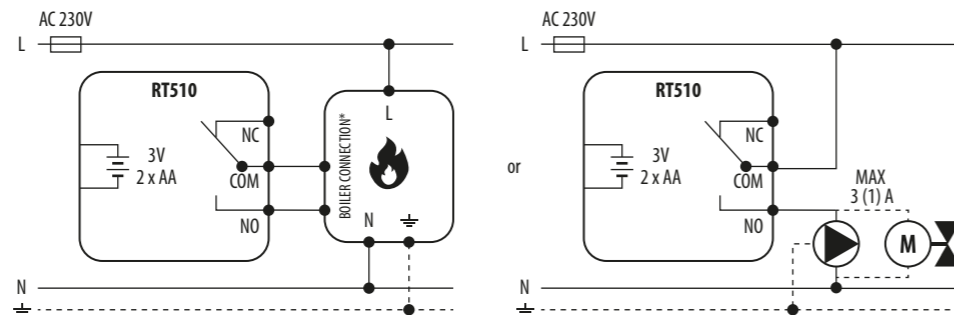 AC 230V
L
RT510
NC
3V
2 x AA
COM
NO
BOILER CONNECTION*
L
N
N
or
AC 230V
L
RT510
NC
3V
2 x AA
COM
NO
MAX
3 (1) A
M
N